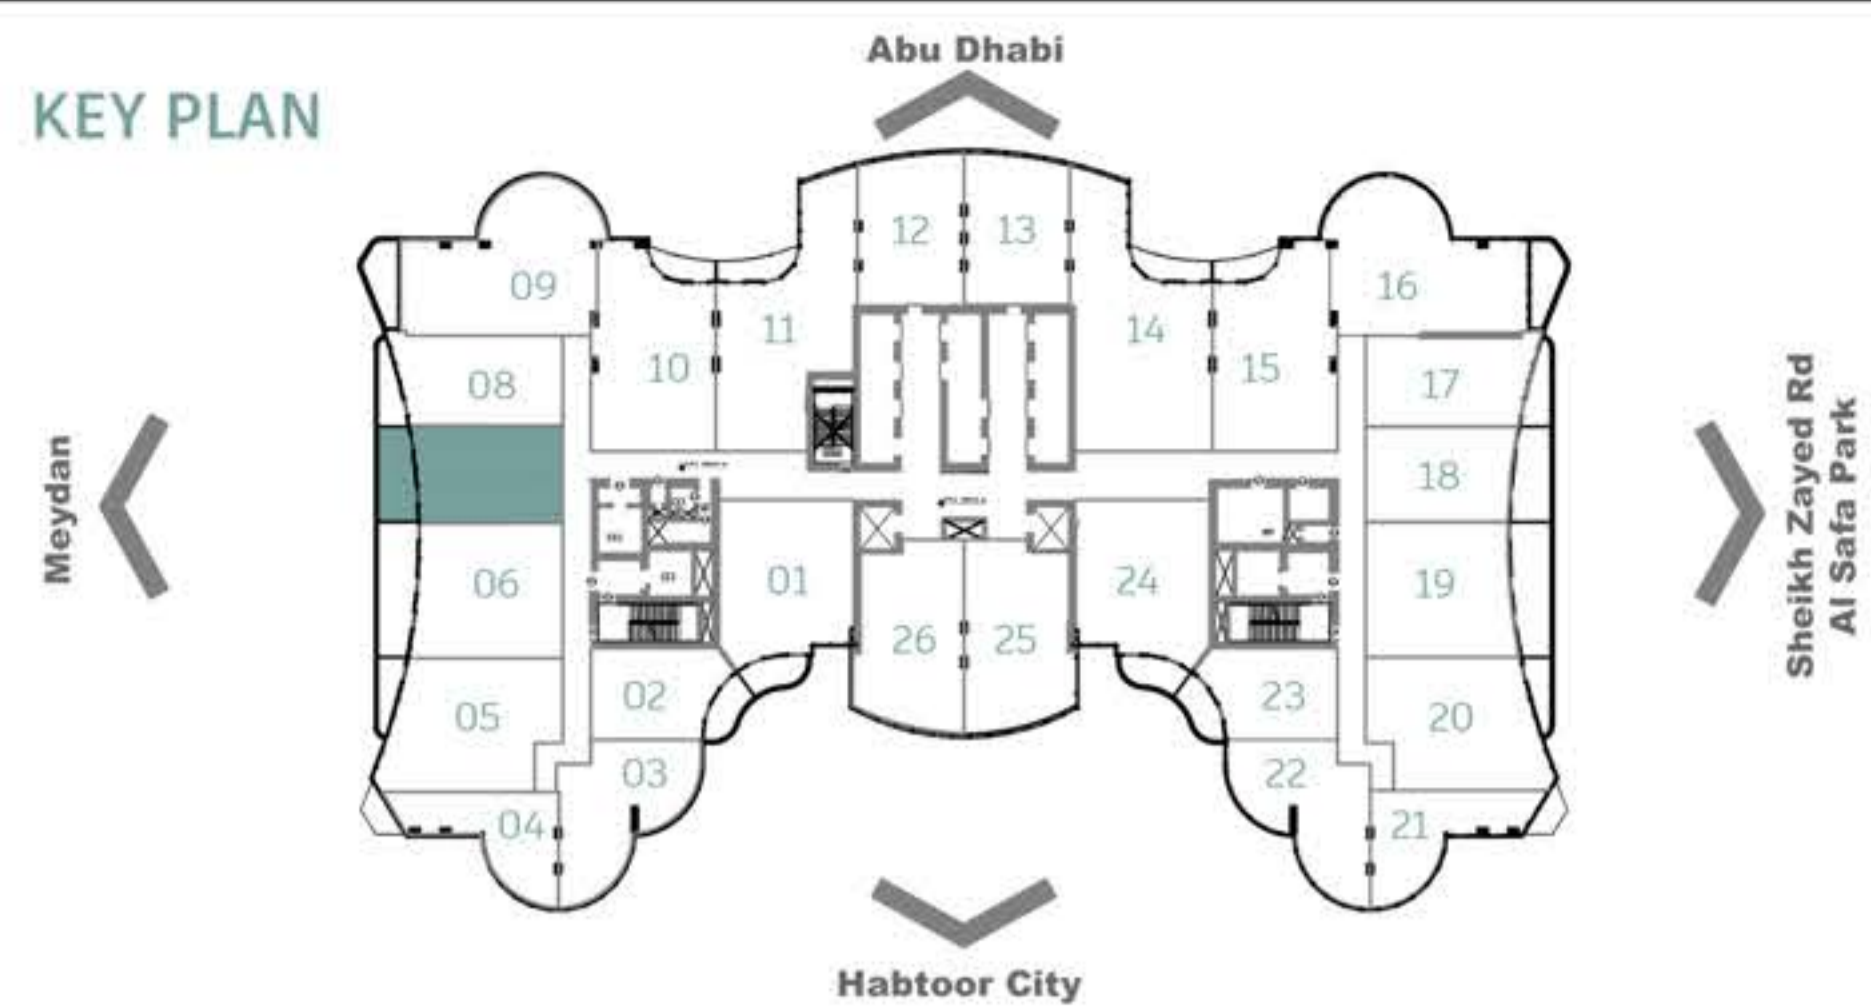 Abu Dhabi
KEY PLAN
12 13
09 16
11 14
10 15
08 17
18
Meydan
Sheikh Zayed Rd
Al Safa Park
06 01 24 19
26 25
02 23
05 20
03 22
04 21
Habtoor City